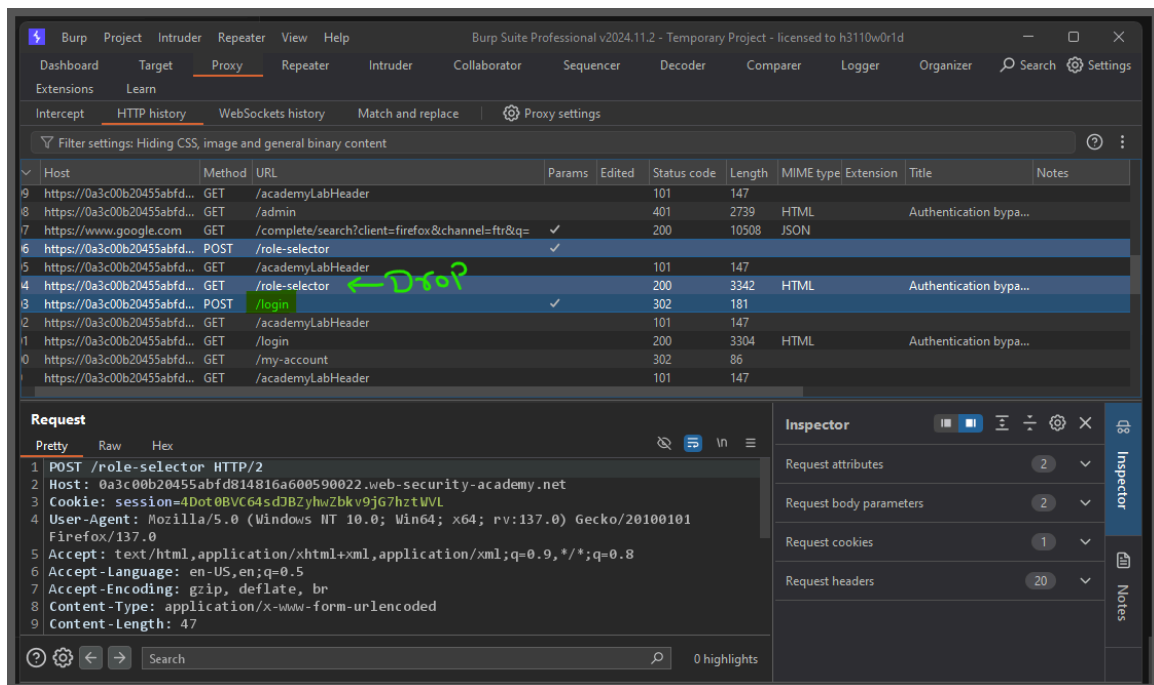 Burp Project Intruder Repeater View Help Burp Suite Professional v2024.11.2 - Temporary Project - licensed to h3110w0r1d
Dashboard Target Proxy Repeater Intruder Collaborator Sequencer Decoder Comparer Logger Organizer Search Settings
Extensions Learn
Intercept HTTP history WebSockets history Match and replace Proxy settings
Filter settings: Hiding CSS, image and general binary content
Host Method URL Params Edited Status code Length MIME type Extension Title Notes
9 https://0a3c00b20455abfd... GET /academyLabHeader 101 147
8 https://0a3c00b20455abfd... GET /admin 401 2739 HTML Authentication bypa...
7 https://www.google.com GET /complete/search?client=firefox&channel=ftr&q= ✓ 200 10508 JSON
6 https://0a3c00b20455abfd... POST /role-selector ✓
5 https://0a3c00b20455abfd... GET /academyLabHeader 101 147
4 https://0a3c00b20455abfd... GET /role-selector ← Drop 200 3342 HTML Authentication bypa...
3 https://0a3c00b20455abfd... POST /login ✓ 302 181
2 https://0a3c00b20455abfd... GET /academyLabHeader 101 147
1 https://0a3c00b20455abfd... GET /login 200 3304 HTML Authentication bypa...
0 https://0a3c00b20455abfd... GET /my-account 302 86
https://0a3c00b20455abfd... GET /academyLabHeader 101 147
Request
Pretty Raw Hex \n
1 POST /role-selector HTTP/2
2 Host: 0a3c00b20455abfd814816a600590022.web-security-academy.net
3 Cookie: session=4Dot0BVC64sdJBZyhwZbkv9jG7hztWVL
4 User-Agent: Mozilla/5.0 (Windows NT 10.0; Win64; x64; rv:137.0) Gecko/20100101
Firefox/137.0
5 Accept: text/html,application/xhtml+xml,application/xml;q=0.9,*/*;q=0.8
6 Accept-Language: en-US,en;q=0.5
7 Accept-Encoding: gzip, deflate, br
8 Content-Type: application/x-www-form-urlencoded
9 Content-Length: 47
Search 0 highlights
Inspector
Request attributes 2
Request body parameters 2
Request cookies 1
Request headers 20
Inspector
Notes